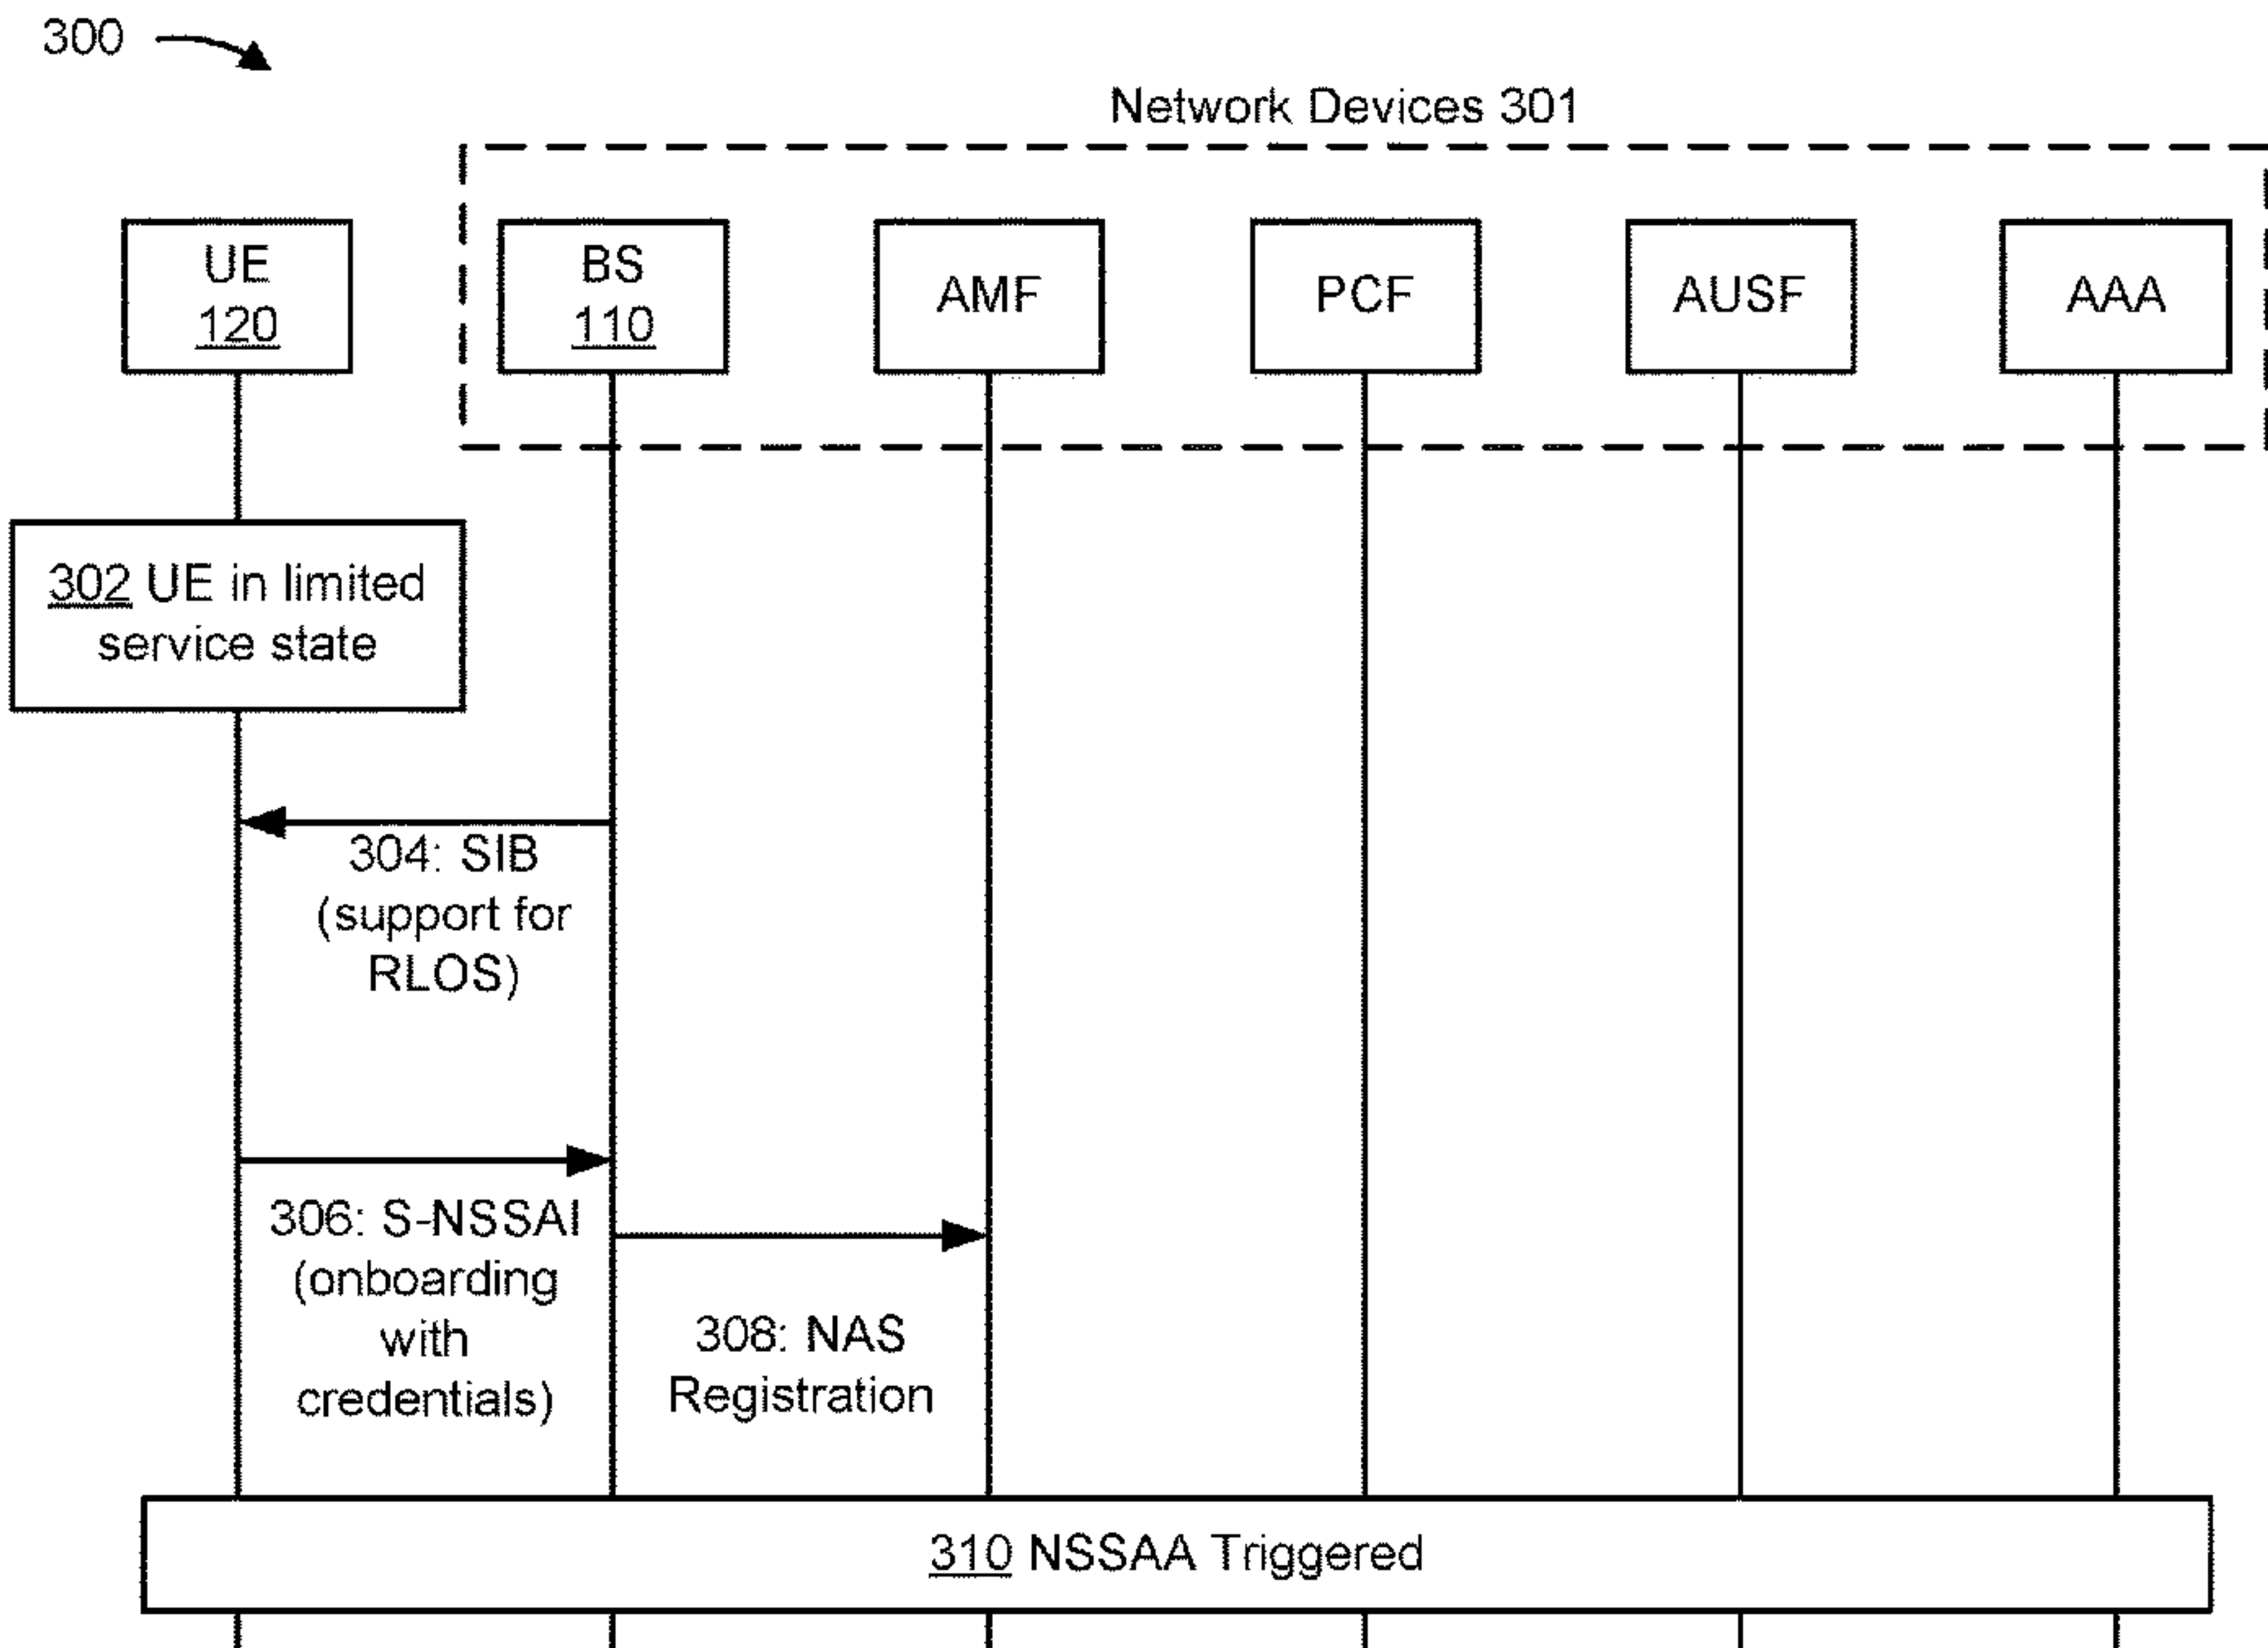 300
Network Devices 301
UE
120
BS
110
AMF
PCF
AUSF
AAA
302 UE in limited
service state
304: SIB
(support for
RLOS)
306: S-NSSAI
(onboarding
with
credentials)
308: NAS
Registration
310 NSSAA Triggered